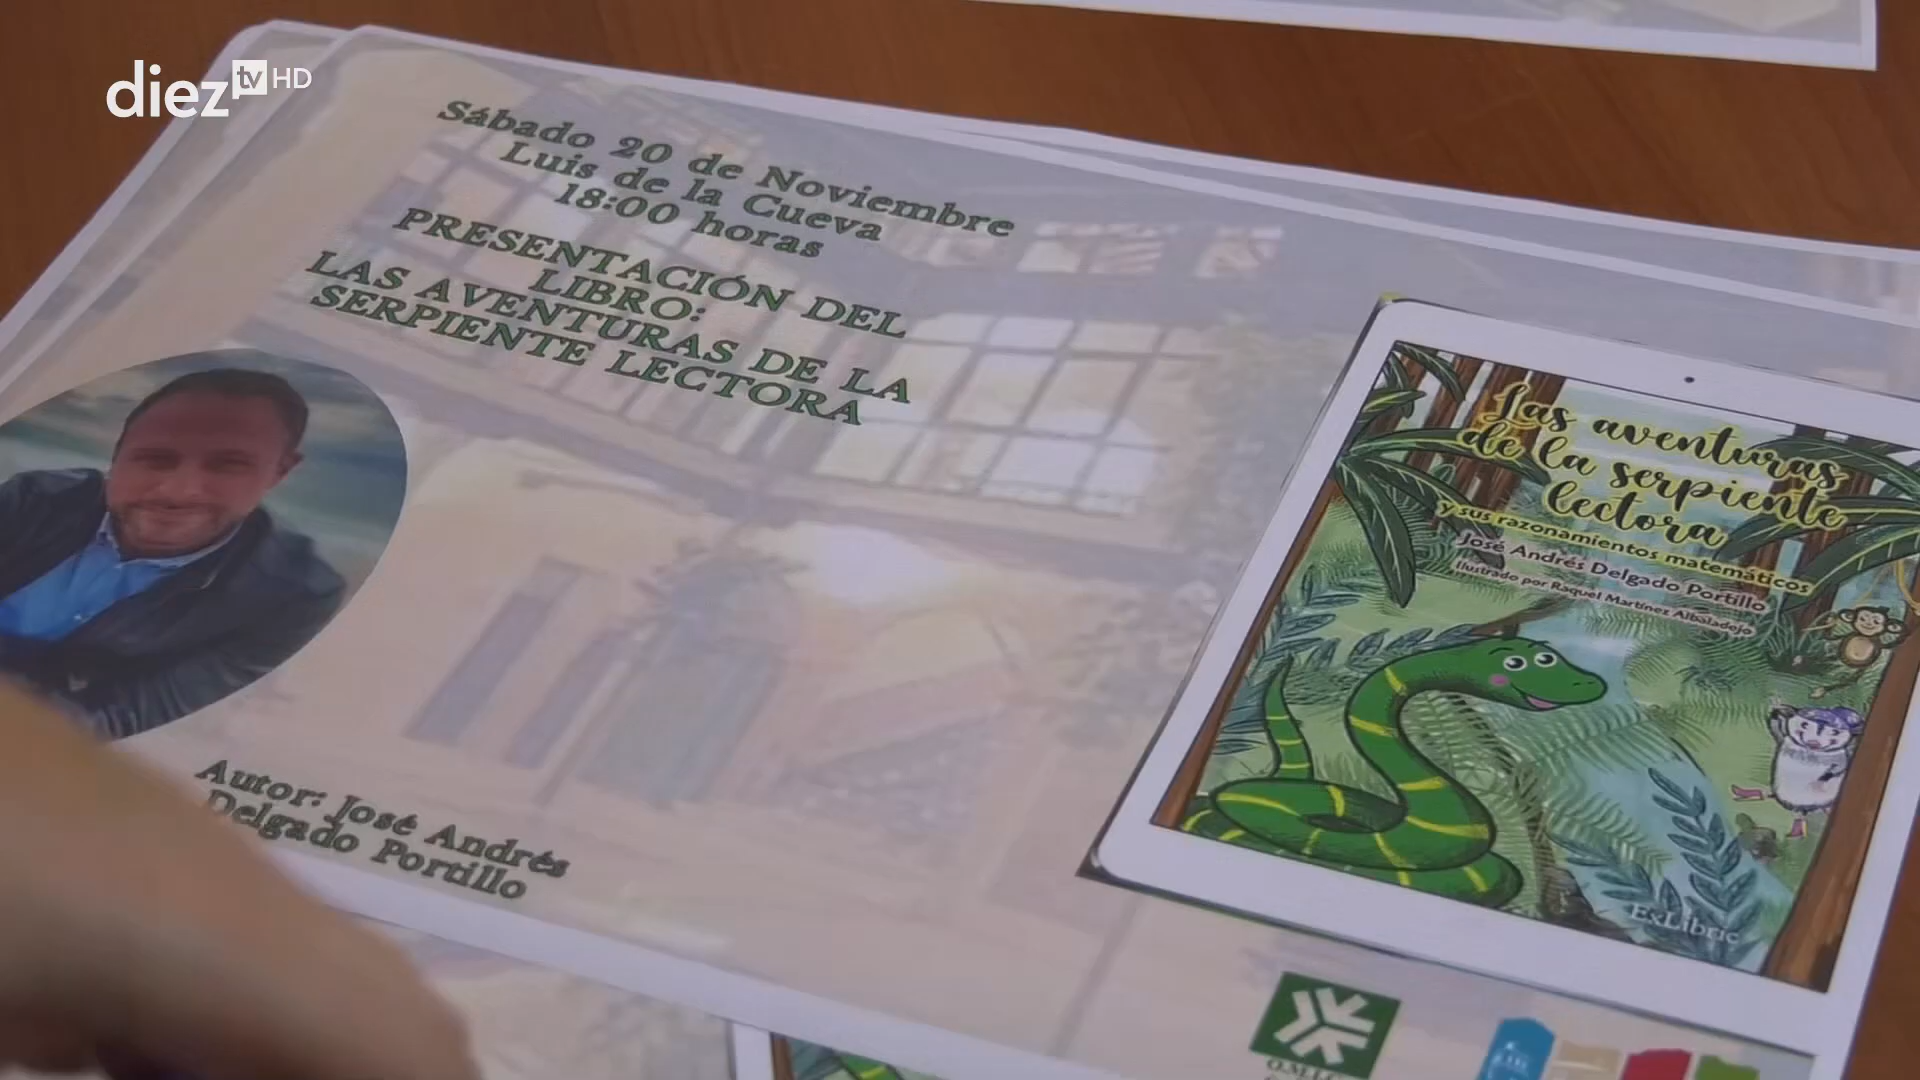 diez tv HD
Sábado 20 de Noviembre
Luis de la Cueva
18:00 horas
PRESENTACIÓN DEL
LIBRO:
LAS AVENTURAS DE LA
SERPIENTE LECTORA
Autor: José Andrés
Delgado Portillo
Las aventuras
de la serpiente
lectora
y sus razonamientos matemáticos
José Andrés Delgado Portillo
Ilustrado por Raquel Martínez Albaladejo
ExLibric